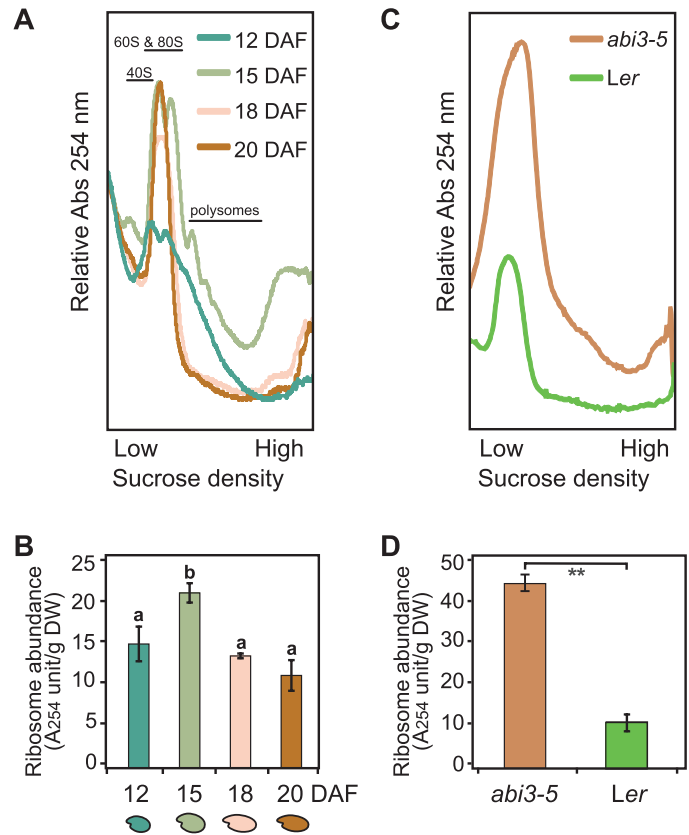 A
60S & 80S
40S
polysomes
12 DAF
15 DAF
18 DAF
20 DAF
Relative Abs 254 nm
Low High
Sucrose density
C
abi3-5
Ler
Relative Abs 254 nm
Low High
Sucrose density
B
Ribosome abundance
(A254 unit/g DW)
25
20
15
10
5
0
a
b
a
a
12 15 18 20 DAF
D
Ribosome abundance
(A254 unit/g DW)
50
40
30
20
10
0
**
abi3-5 Ler